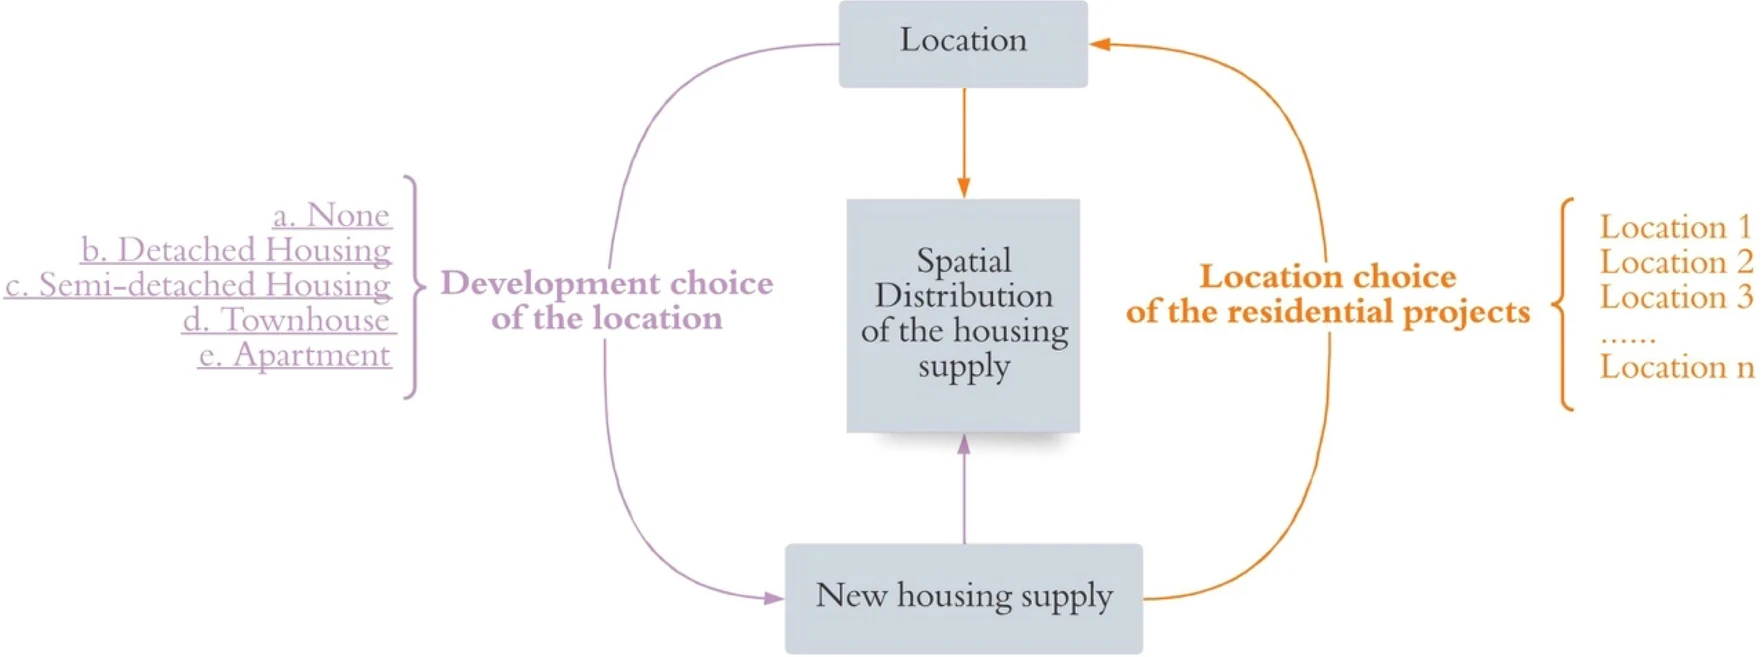 Location
a. None
b. Detached Housing
c. Semi-detached Housing
d. Townhouse
e. Apartment
Development choice
of the location
Spatial
Distribution
of the housing
supply
Location choice
of the residential projects
Location 1
Location 2
Location 3
......
Location n
New housing supply